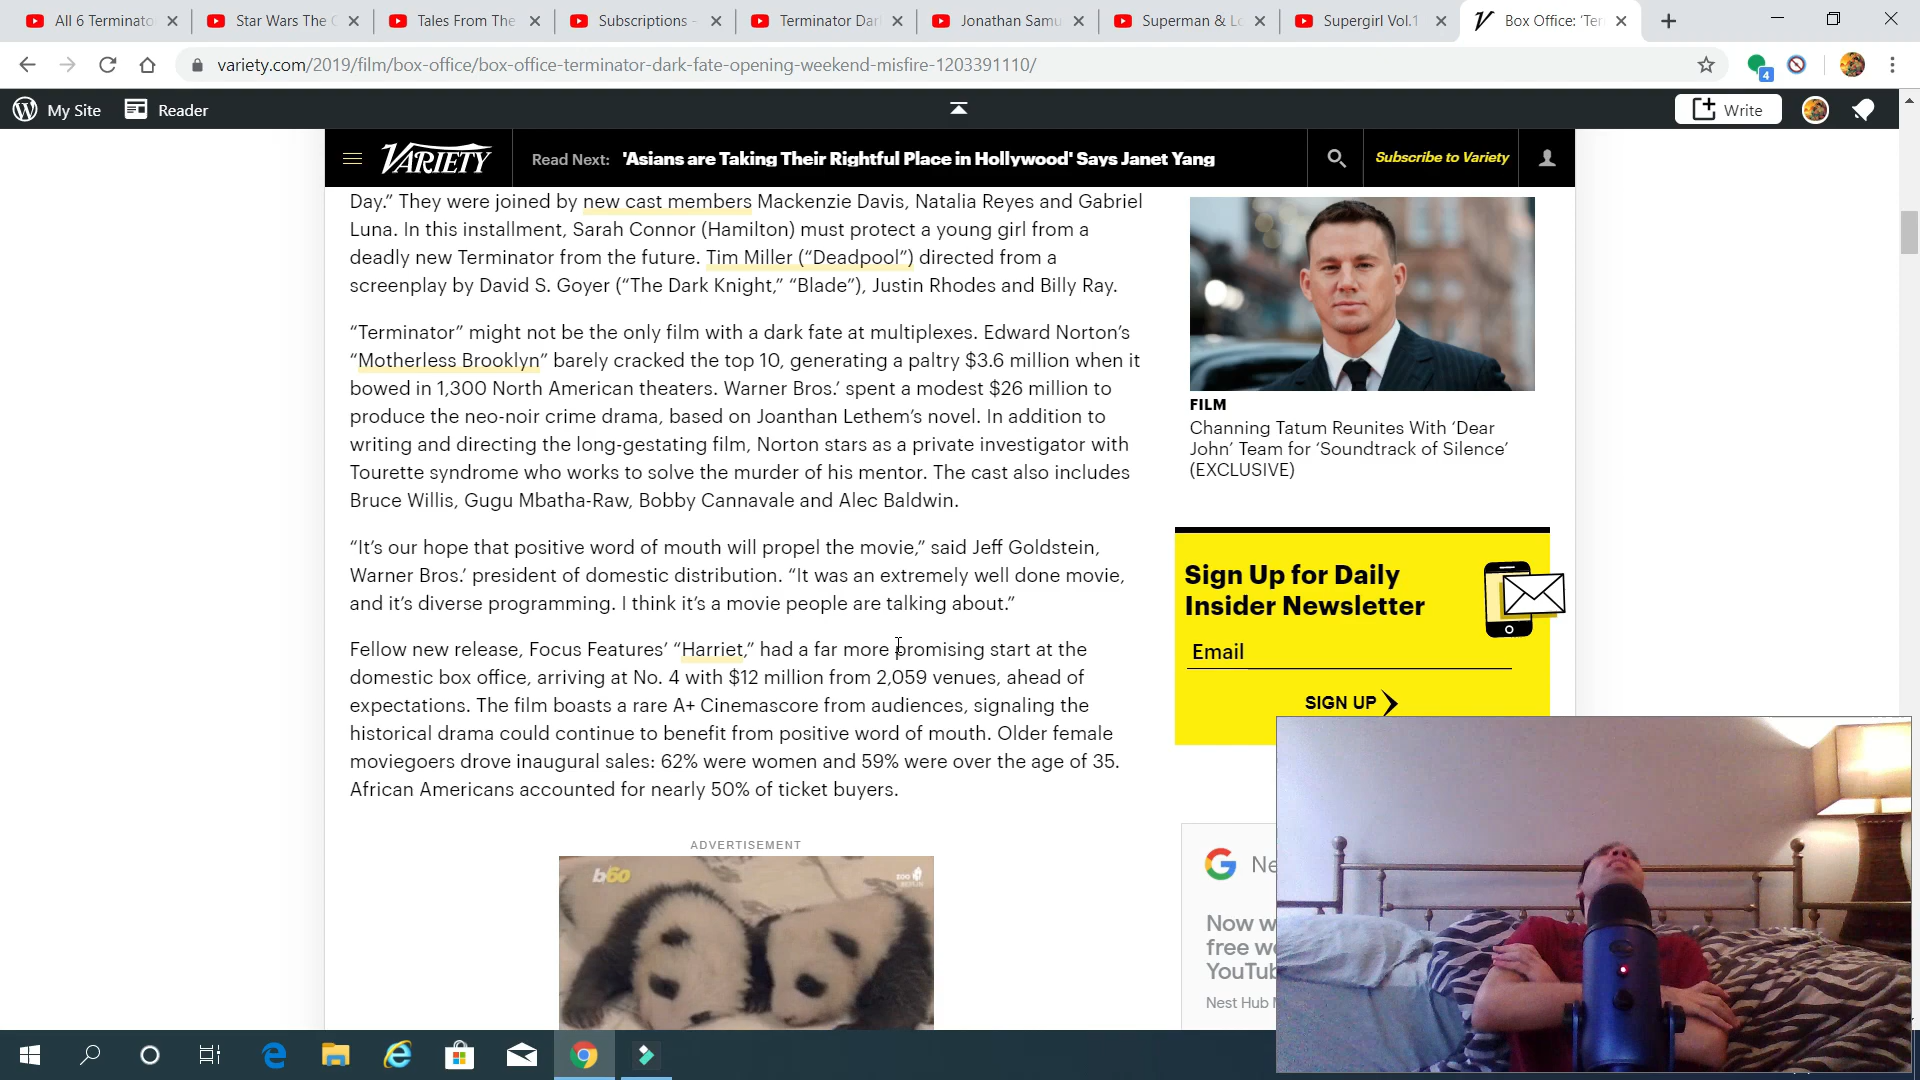 All 6 Terminato
Star Wars The C
Tales From The
Subscriptions -
Terminator Dar
Jonathan Samu
Superman & Lo
Supergirl Vol.1
Box Office: 'Ter
variety.com/2019/film/box-office/box-office-terminator-dark-fate-opening-weekend-misfire-1203391110/
4
My Site
Reader
Write
VARIETY
Read Next: 'Asians are Taking Their Rightful Place in Hollywood' Says Janet Yang
Subscribe to Variety
Day.” They were joined by new cast members Mackenzie Davis, Natalia Reyes and Gabriel
Luna. In this installment, Sarah Connor (Hamilton) must protect a young girl from a
deadly new Terminator from the future. Tim Miller (“Deadpool”) directed from a
screenplay by David S. Goyer (“The Dark Knight,” “Blade”), Justin Rhodes and Billy Ray.
“Terminator” might not be the only film with a dark fate at multiplexes. Edward Norton’s
“Motherless Brooklyn” barely cracked the top 10, generating a paltry $3.6 million when it
bowed in 1,300 North American theaters. Warner Bros.’ spent a modest $26 million to
produce the neo-noir crime drama, based on Joanthan Lethem’s novel. In addition to
writing and directing the long-gestating film, Norton stars as a private investigator with
Tourette syndrome who works to solve the murder of his mentor. The cast also includes
Bruce Willis, Gugu Mbatha-Raw, Bobby Cannavale and Alec Baldwin.
“It’s our hope that positive word of mouth will propel the movie,” said Jeff Goldstein,
Warner Bros.’ president of domestic distribution. “It was an extremely well done movie,
and it’s diverse programming. I think it’s a movie people are talking about.”
Fellow new release, Focus Features’ “Harriet,” had a far more promising start at the
domestic box office, arriving at No. 4 with $12 million from 2,059 venues, ahead of
expectations. The film boasts a rare A+ Cinemascore from audiences, signaling the
historical drama could continue to benefit from positive word of mouth. Older female
moviegoers drove inaugural sales: 62% were women and 59% were over the age of 35.
African Americans accounted for nearly 50% of ticket buyers.
ADVERTISEMENT
b60
FILM
Channing Tatum Reunites With ‘Dear
John’ Team for ‘Soundtrack of Silence’
(EXCLUSIVE)
Sign Up for Daily
Insider Newsletter
Email
SIGN UP
Ne
Now w
free we
YouTub
Nest Hub